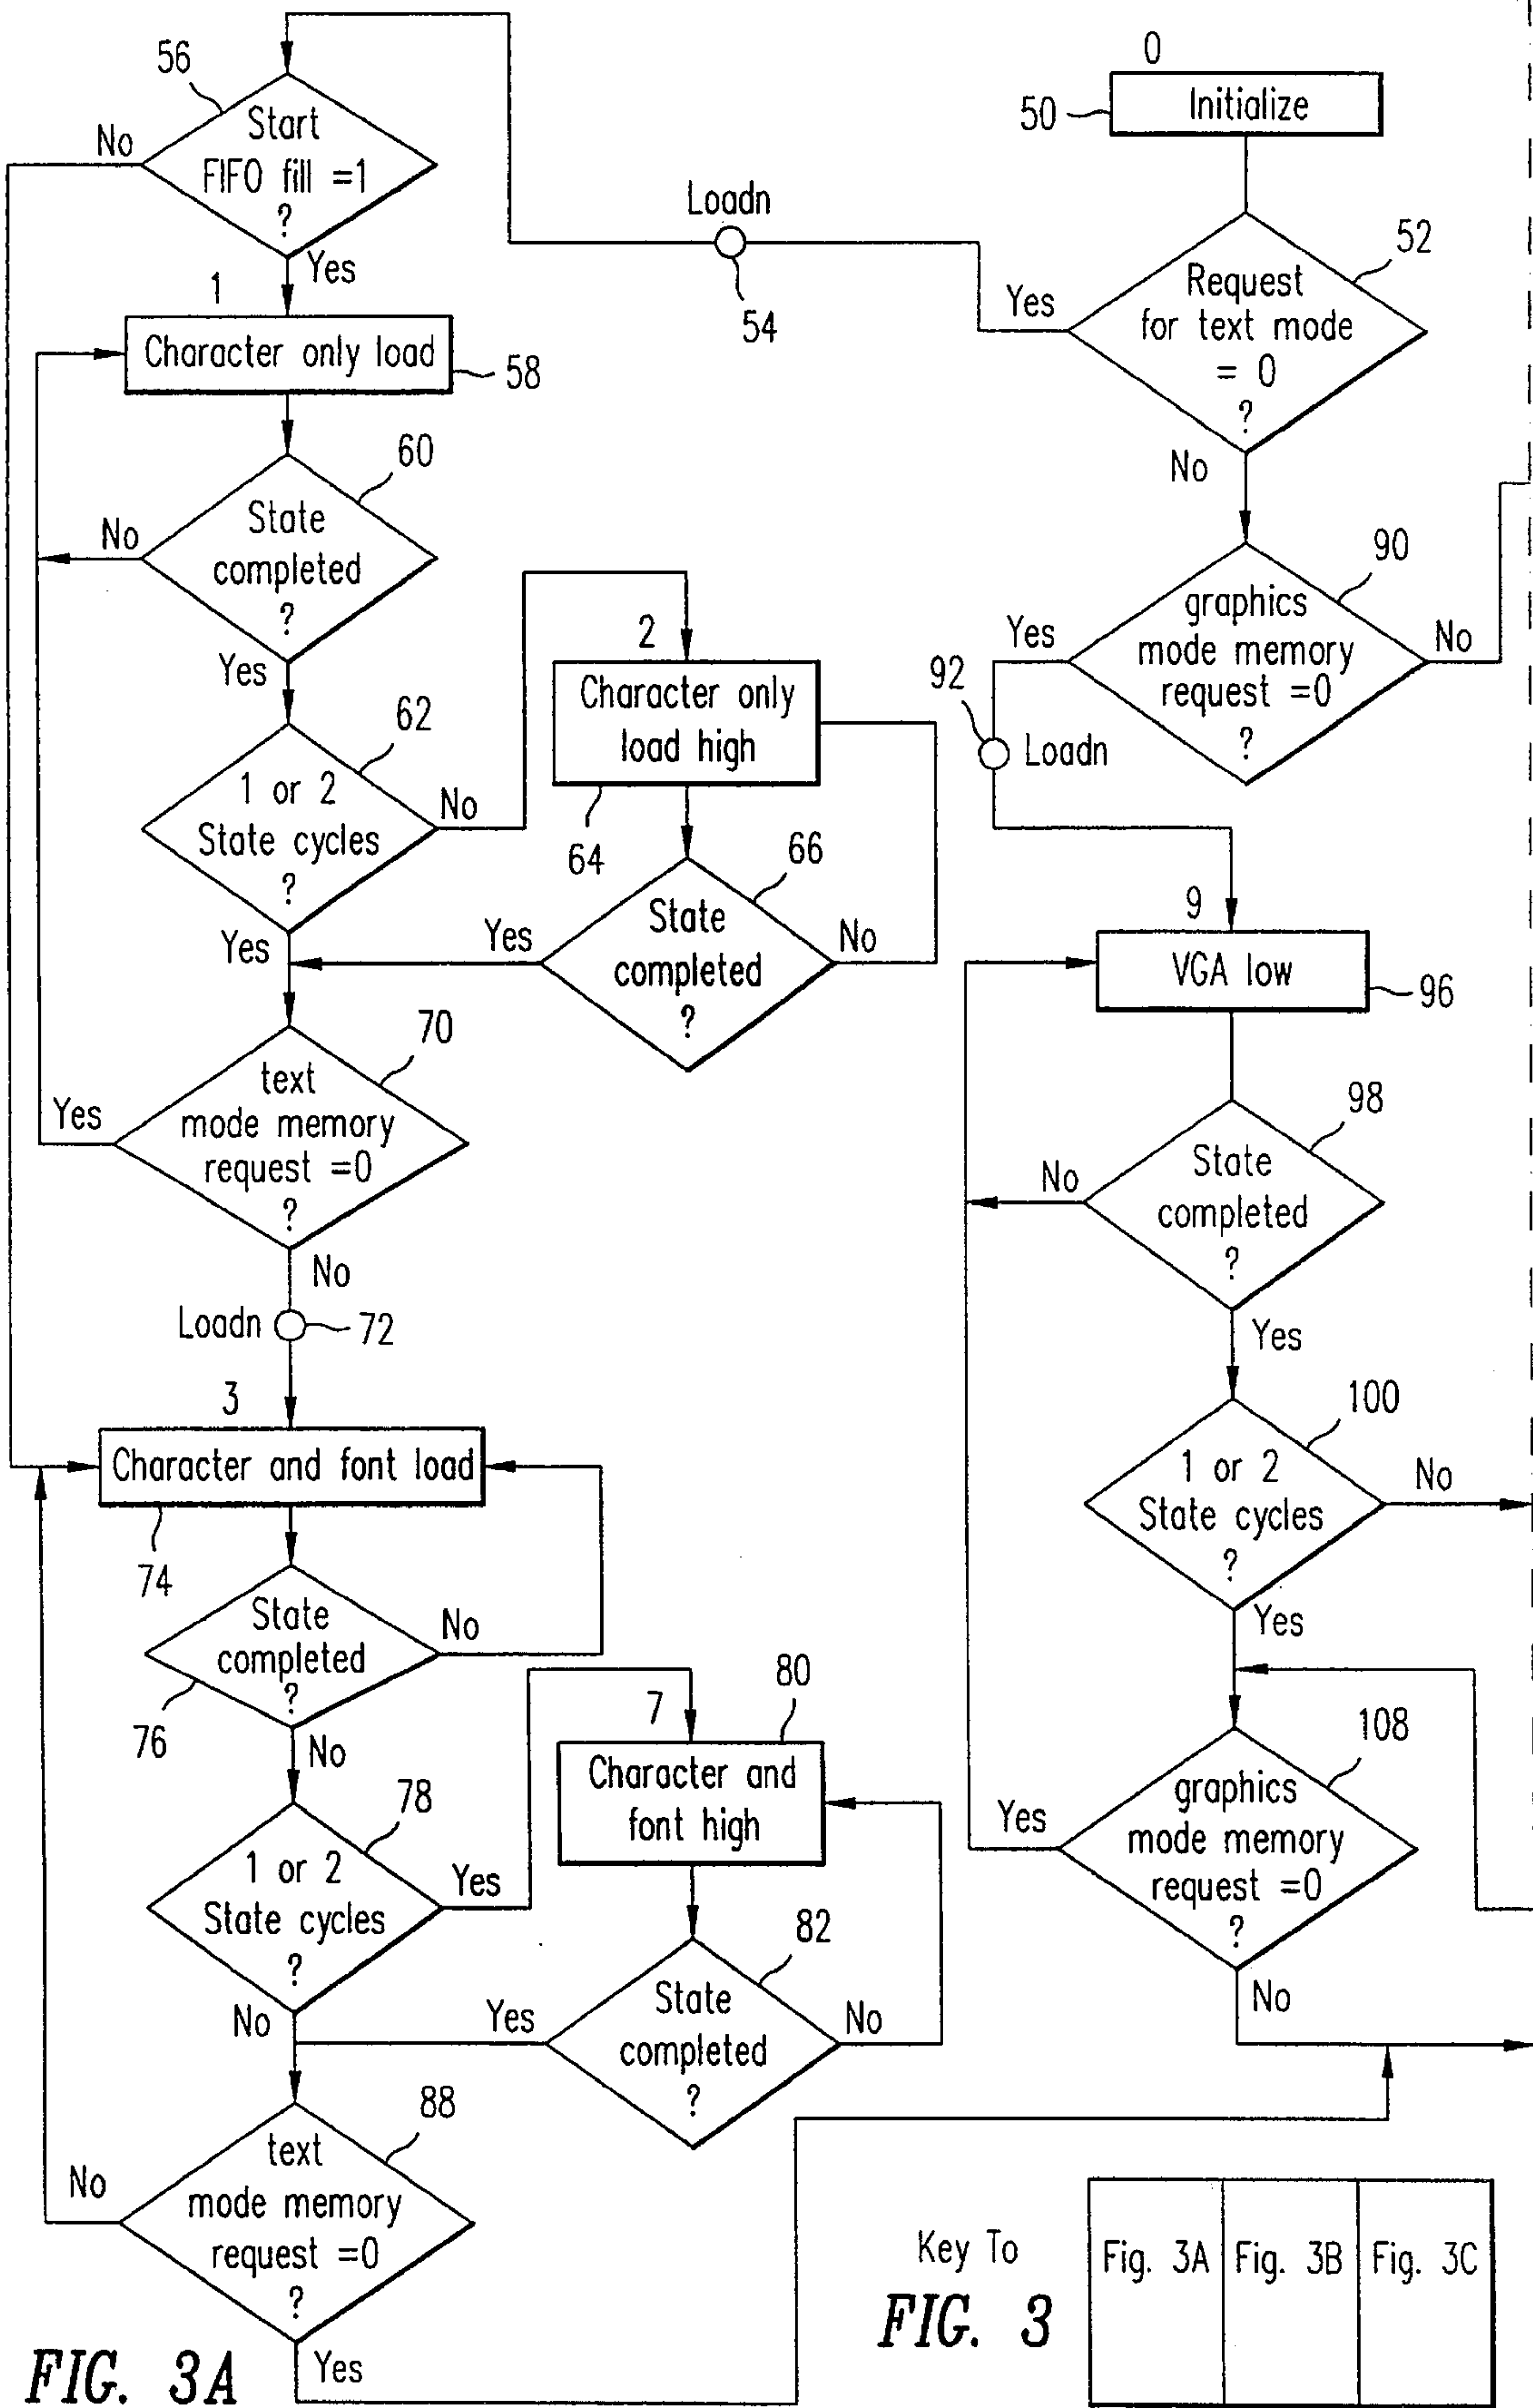 56
Start
FIFO fill =1
?
No
Yes
1
Character only load
58
60
State
completed
?
No
Yes
62
1 or 2
State cycles
?
No
Yes
2
Character only
load high
64
66
State
completed
?
Yes
No
70
text
mode memory
request =0
?
Yes
No
Loadn
72
3
Character and font load
74
State
completed
?
76
No
No
78
1 or 2
State cycles
?
Yes
No
7
80
Character and
font high
82
State
completed
?
Yes
No
88
text
mode memory
request =0
?
No
Yes
Loadn
54
0
50
Initialize
52
Request
for text mode
= 0
?
Yes
No
90
graphics
mode memory
request =0
?
Yes
No
92
Loadn
9
VGA low
96
98
State
completed
?
No
Yes
100
1 or 2
State cycles
?
No
Yes
108
graphics
mode memory
request =0
?
Yes
No
Key To
FIG. 3
Fig. 3A
Fig. 3B
Fig. 3C
FIG. 3A